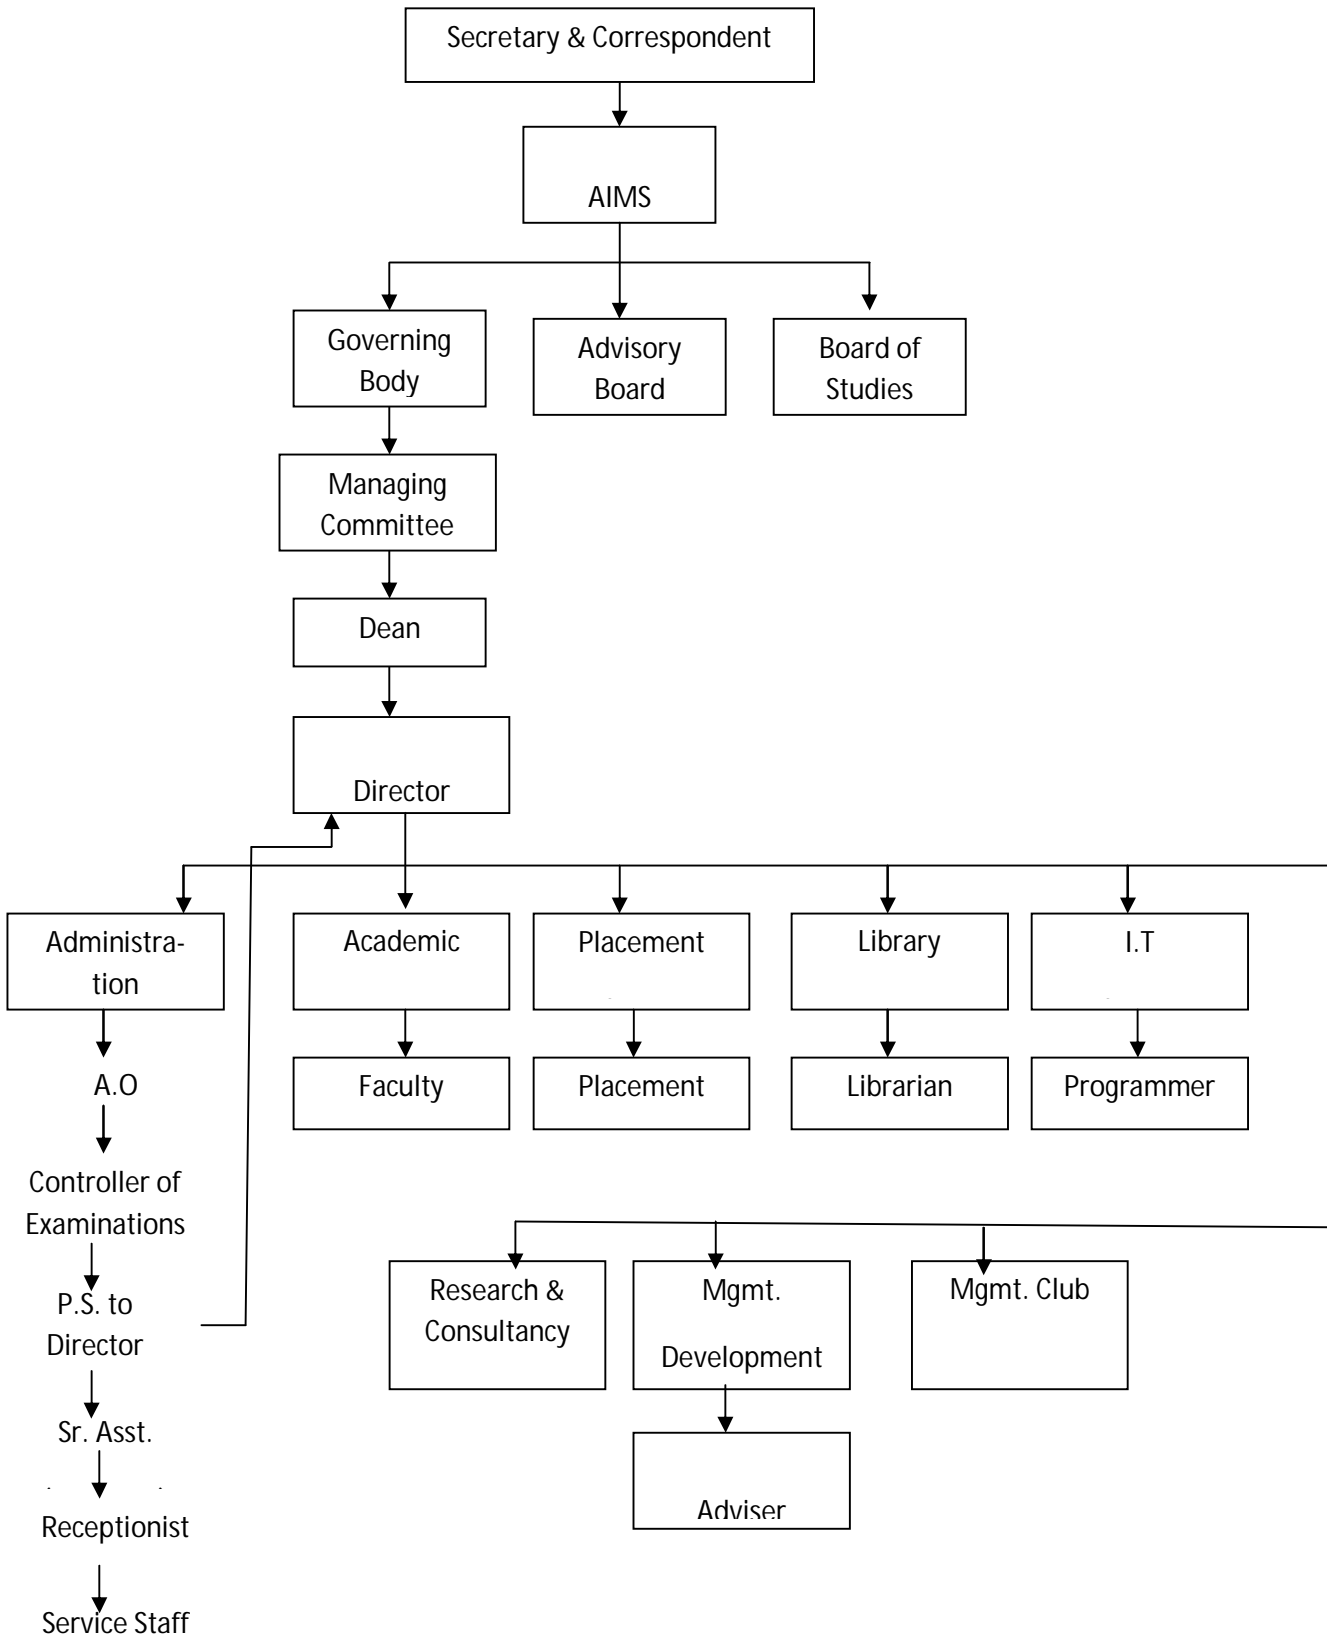 Secretary & Correspondent
AIMS
Governing
Body
Advisory
Board
Board of
Studies
Managing
Committee
Dean
Director
Administra-
tion
Academic
Placement
Library
I.T
A.O
Faculty
Placement
Librarian
Programmer
Controller of
Examinations
P.S. to
Director
Research &
Consultancy
Mgmt.
Development
Mgmt. Club
Sr. Asst.
Adviser
Receptionist
Service Staff